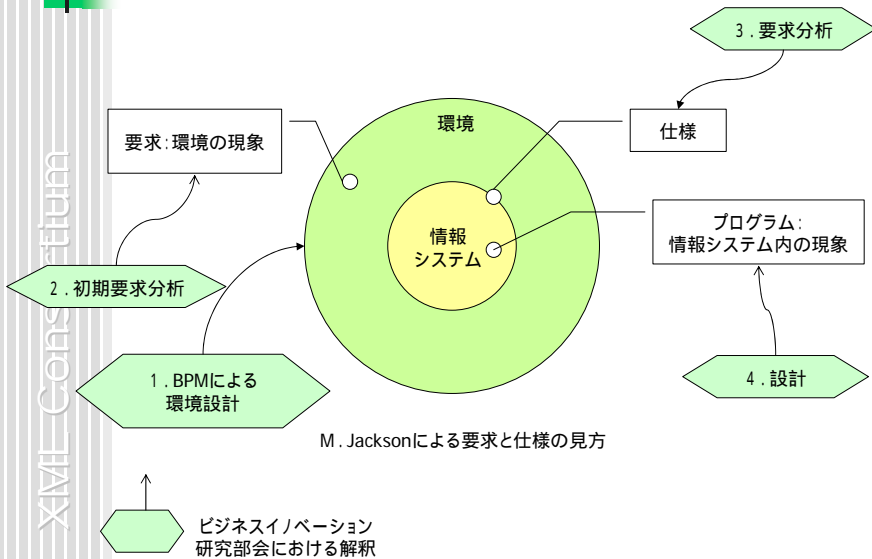 3．要求分析
環境
仕様
要求：環境の現象
プログラム：
情報システム内の現象
情報
システム
2．初期要求分析
1．BPMによる
環境設計
4．設計
M．Jacksonによる要求と仕様の見方
ビジネスイノベーション
研究部会における解釈
XML Consortium